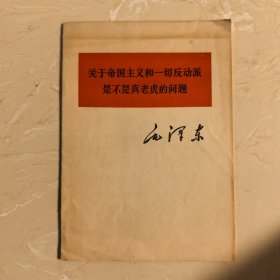 关于帝国主义和一切反动派
是不是真老虎的问题
毛泽东